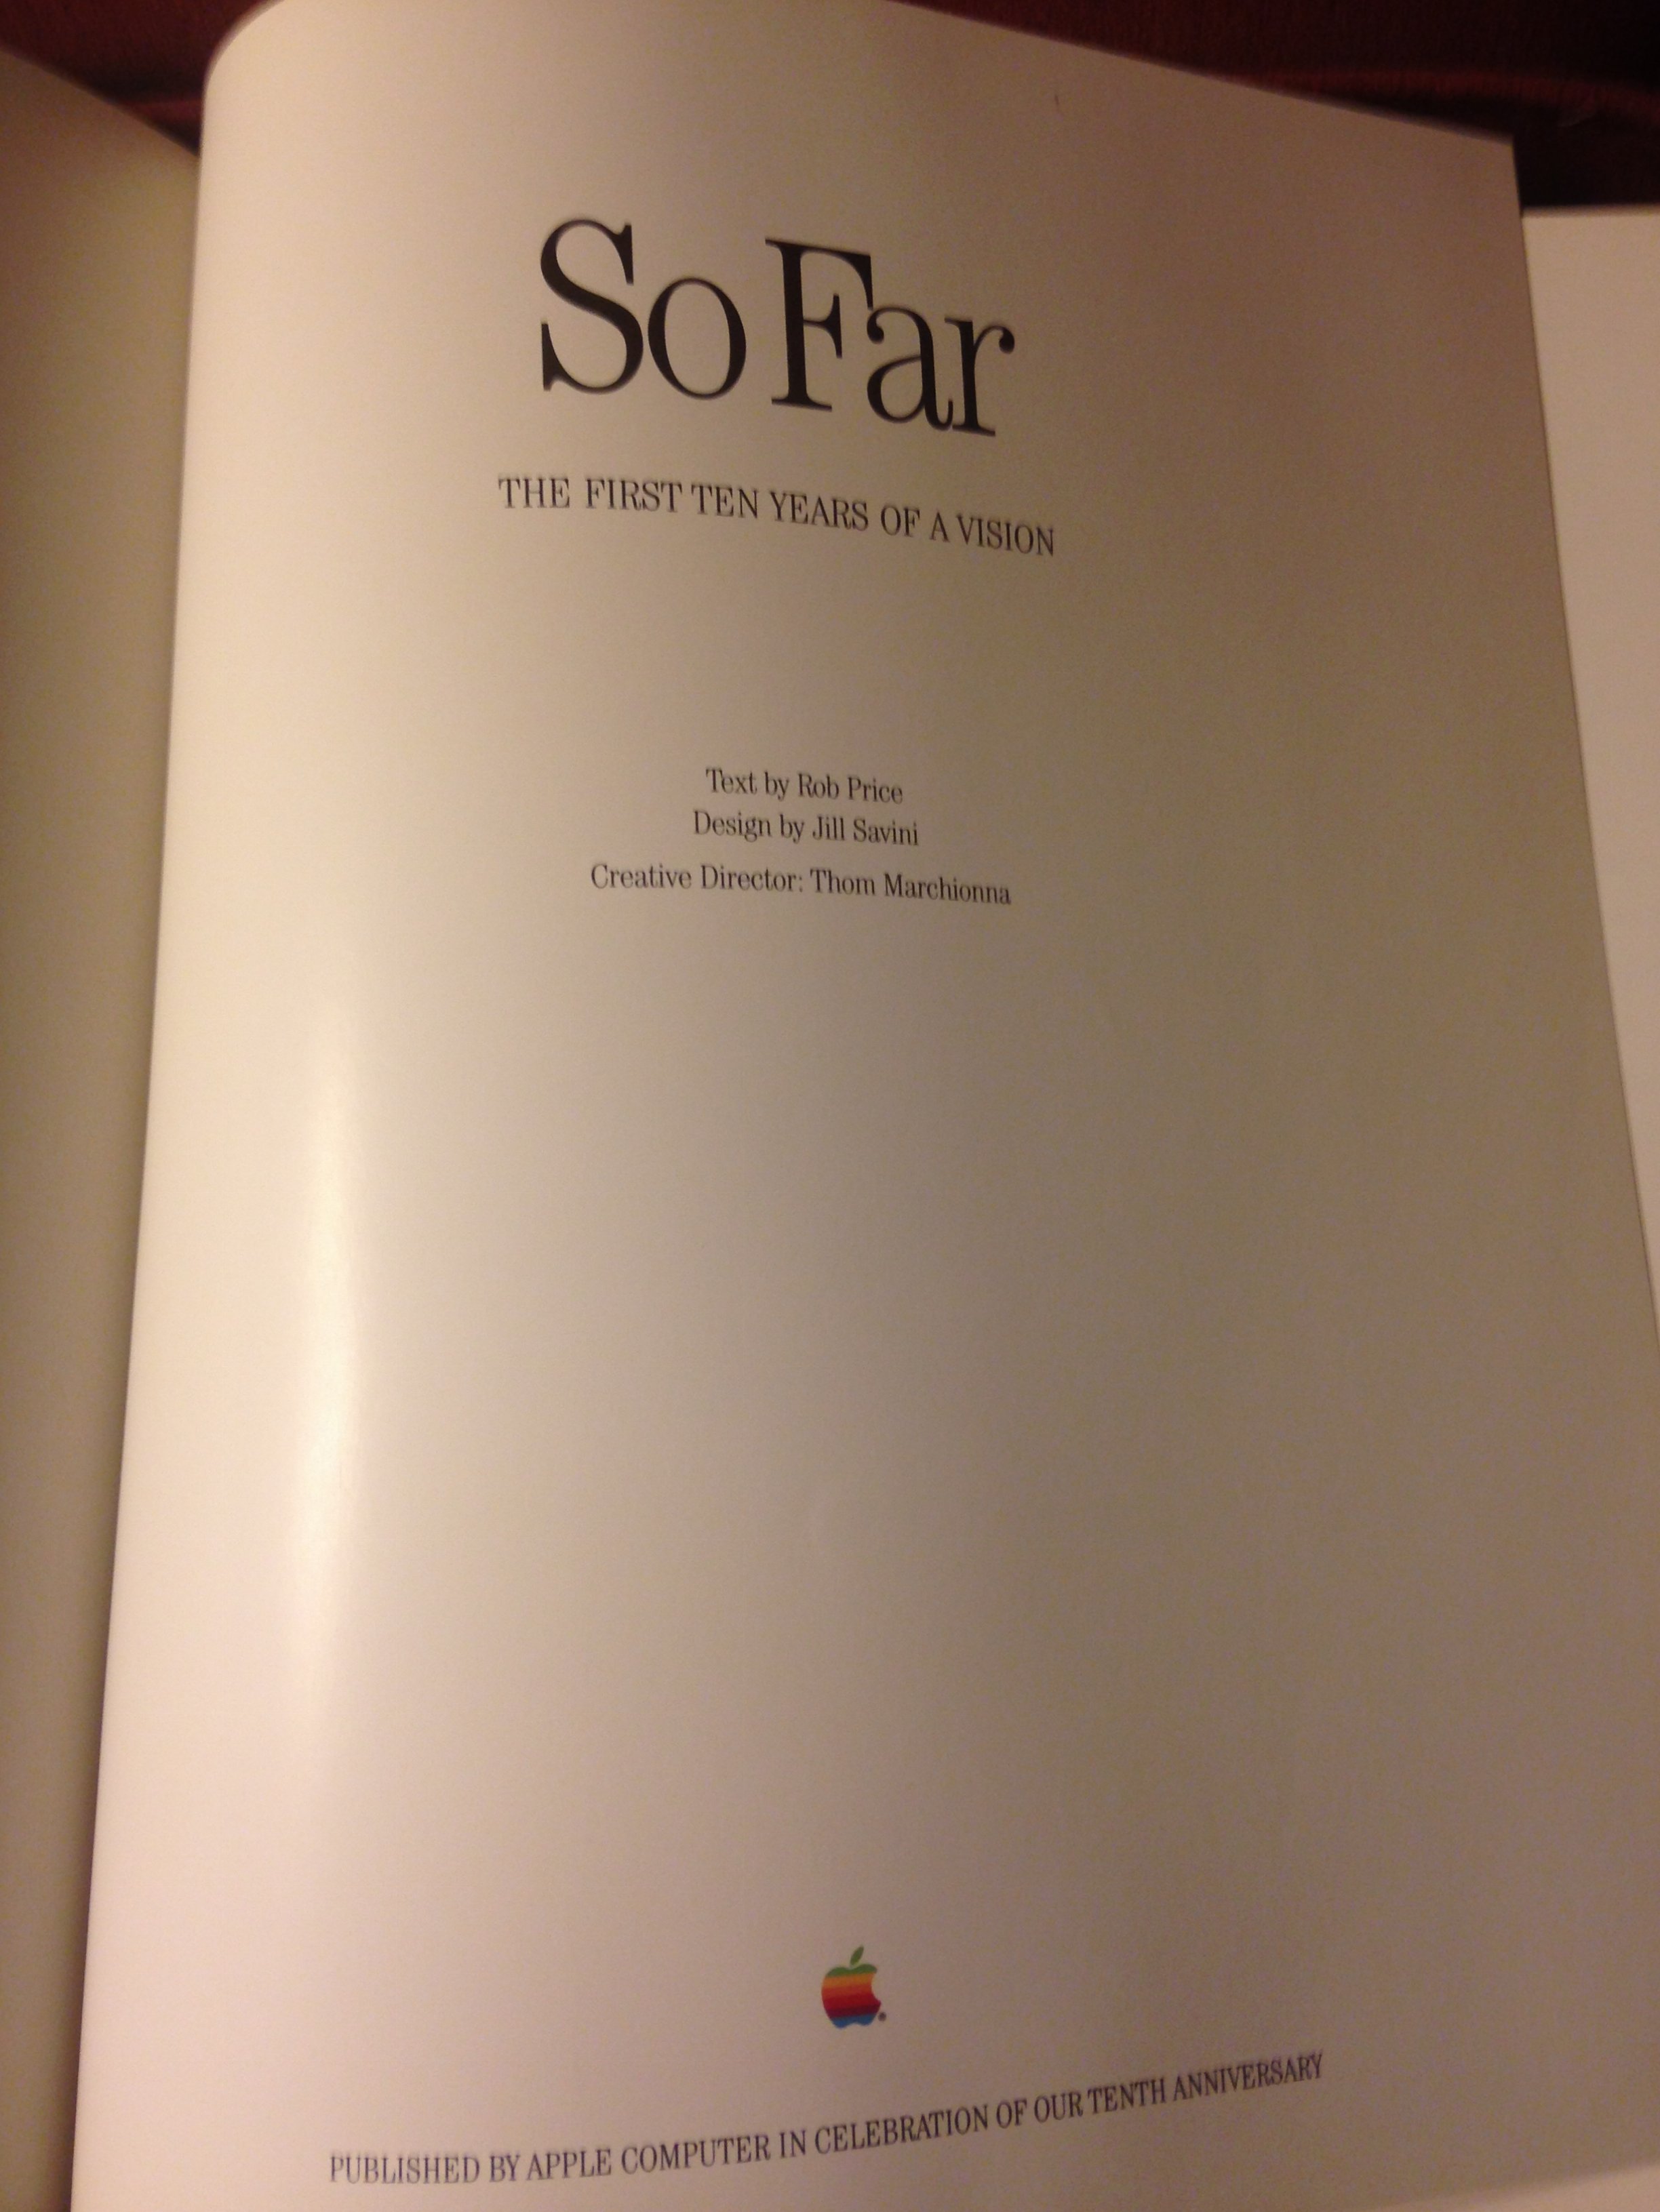 So Far
THE FIRST TEN YEARS OF A VISION
Text by Rob Price
Design by Jill Savini
Creative Director: Thom Marchionna
PUBLISHED BY APPLE COMPUTER IN CELEBRATION OF OUR TENTH ANNIVERSARY